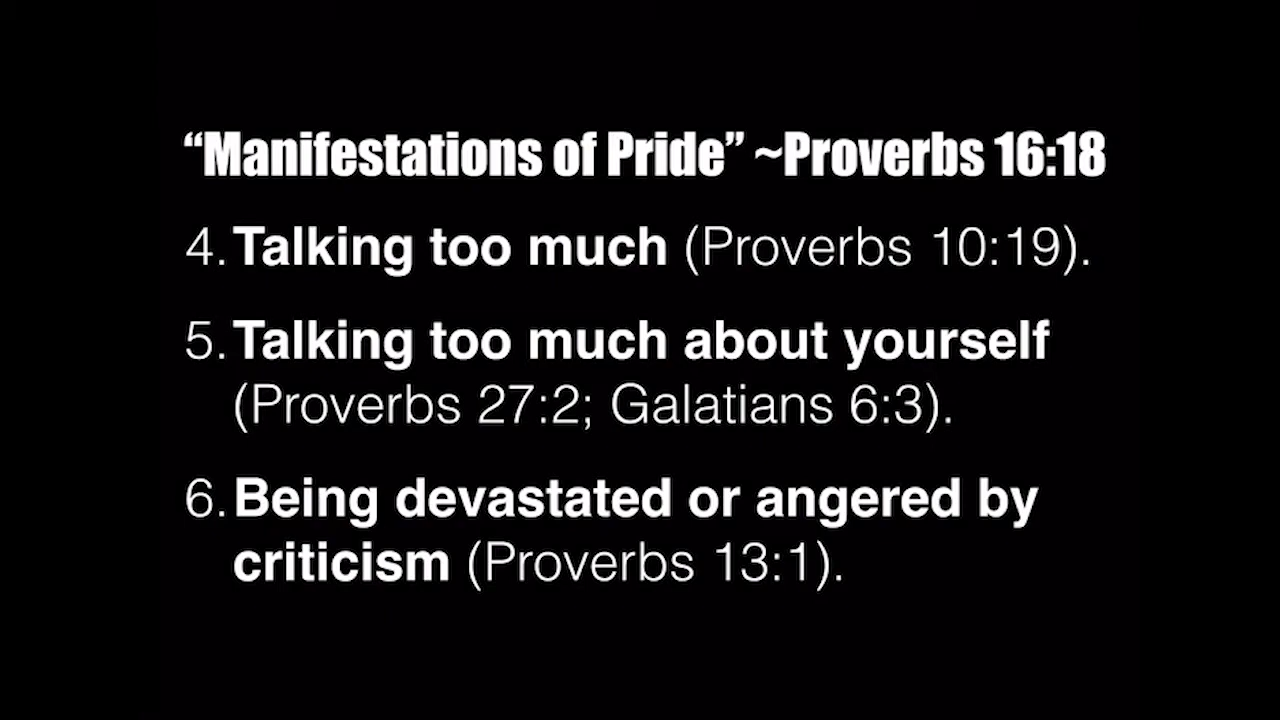 “Manifestations of Pride” ~Proverbs 16:18
4. Talking too much (Proverbs 10:19).
5. Talking too much about yourself
(Proverbs 27:2; Galatians 6:3).
6. Being devastated or angered by
criticism (Proverbs 13:1).